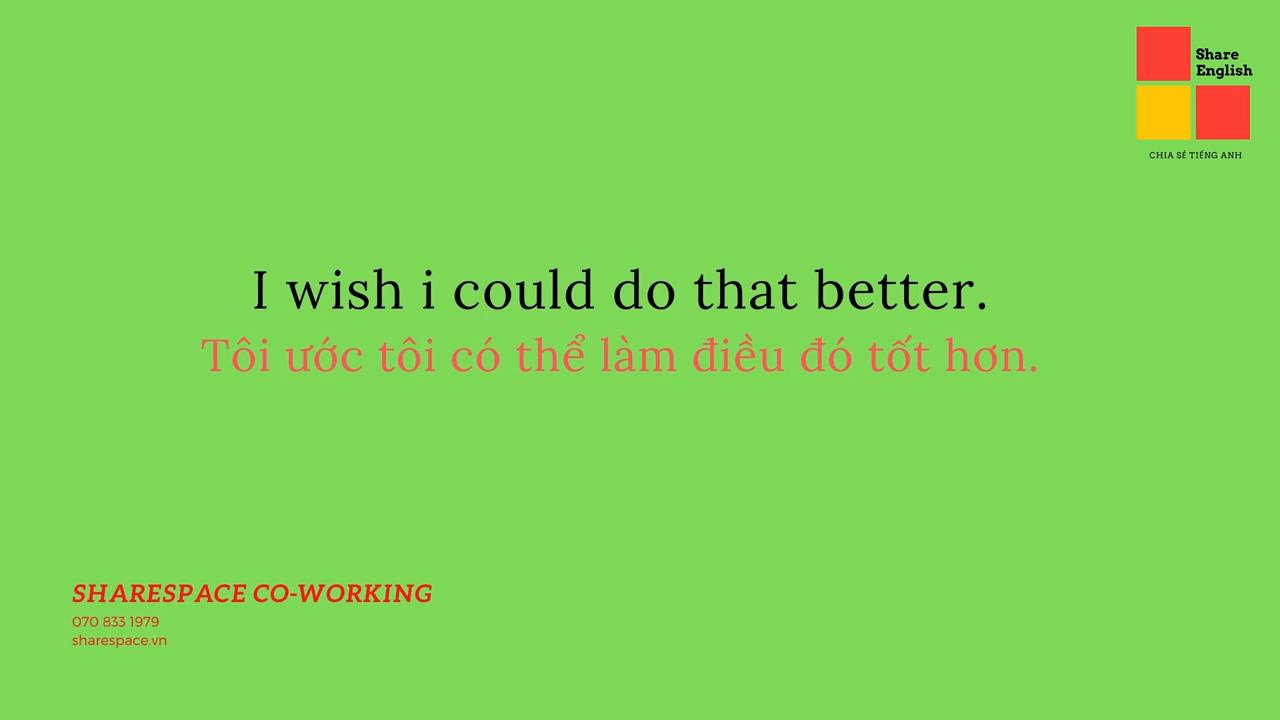 Share
English
CHIA SẺ TIẾNG ANH
I wish i could do that better.
Tôi ước tôi có thể làm điều đó tốt hơn.
SHARESPACE CO-WORKING
070 833 1979
sharespace.vn